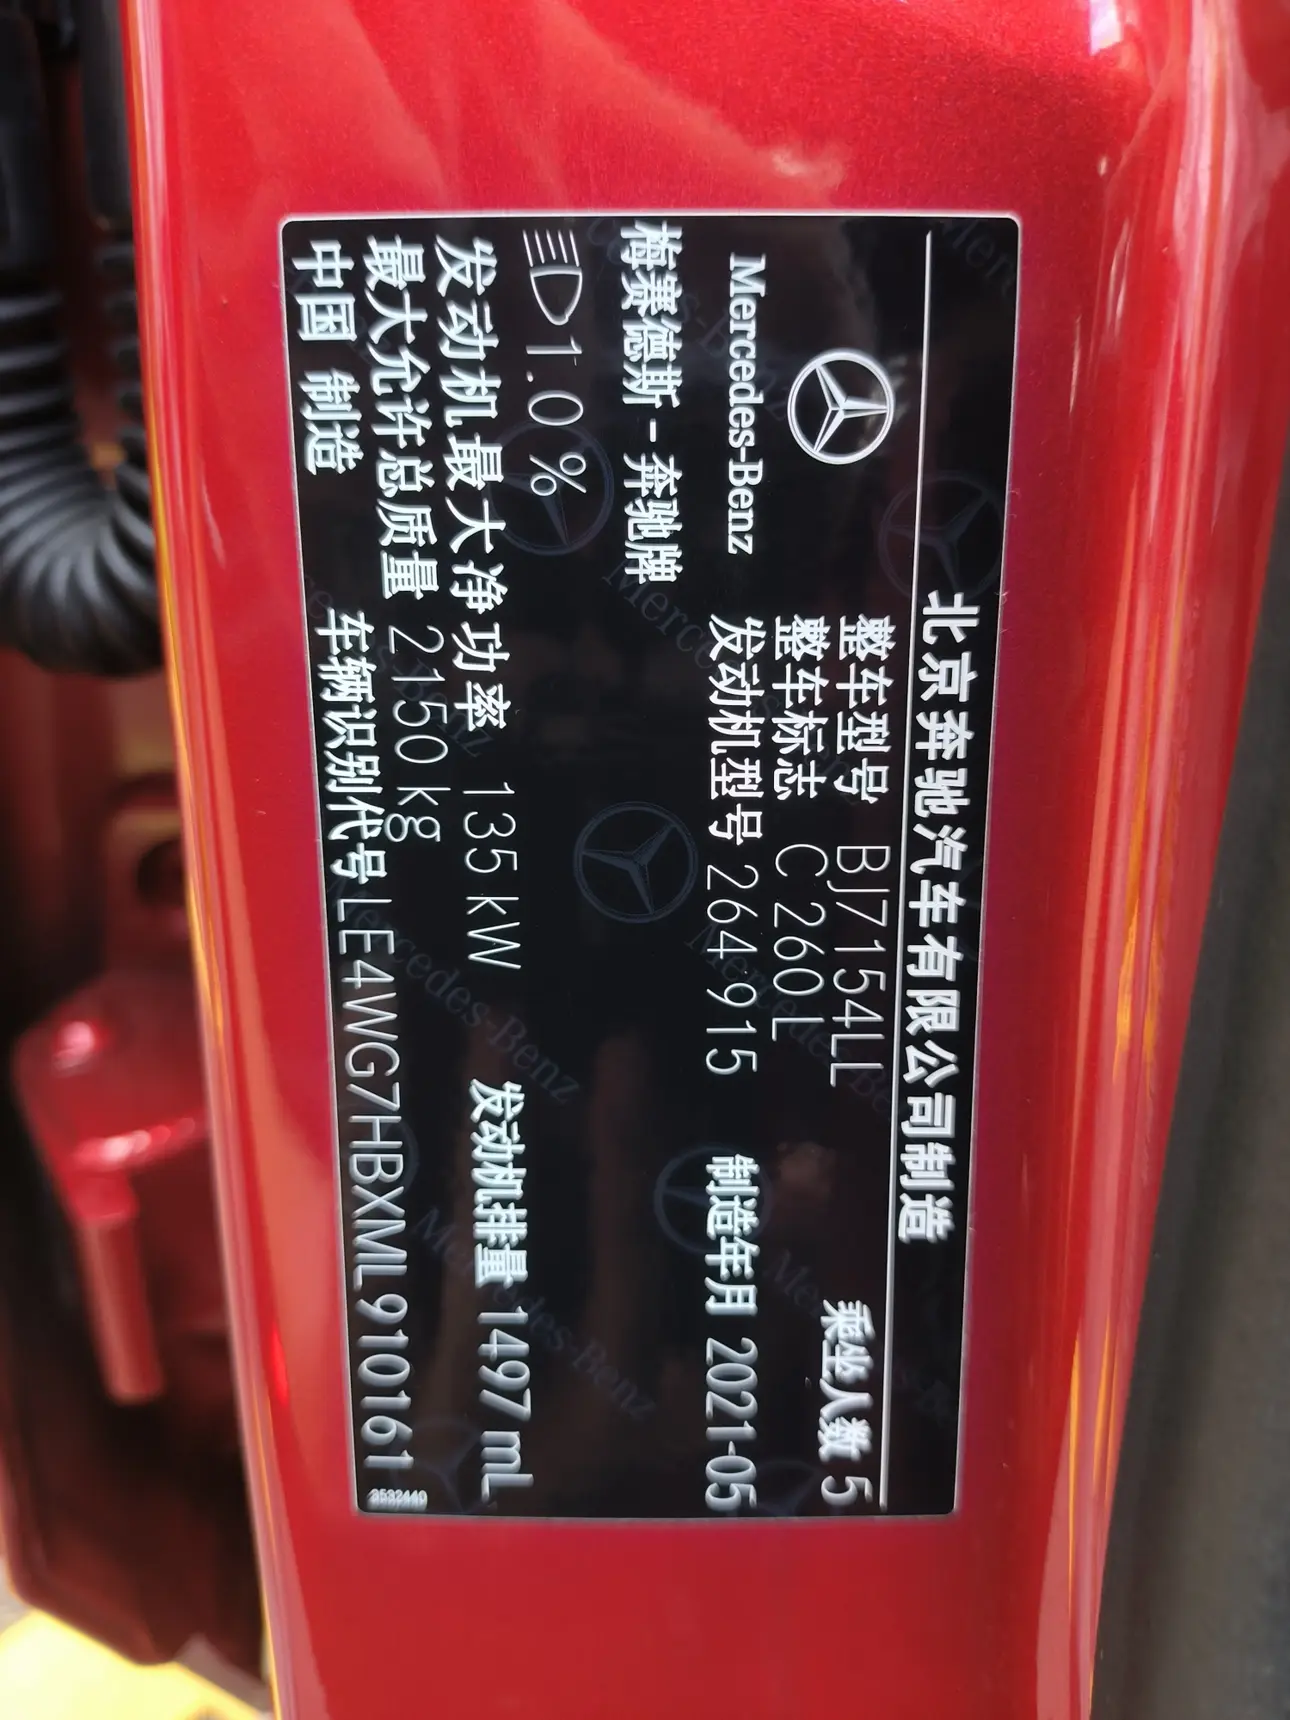 北京奔驰汽车有限公司制造
Mercedes-Benz
整车型号 BJ7154LL 乘坐人数 5
整车标志 C 260 L
发动机型号 264 915 制造年月 2021-05
梅赛德斯-奔驰牌
1.0 %
发动机最大净功率 135 kW 发动机排量 1497 mL
最大允许总质量 2150 kg
中国 制造 车辆识别代号 LE4WG7HBXML910161
3532440